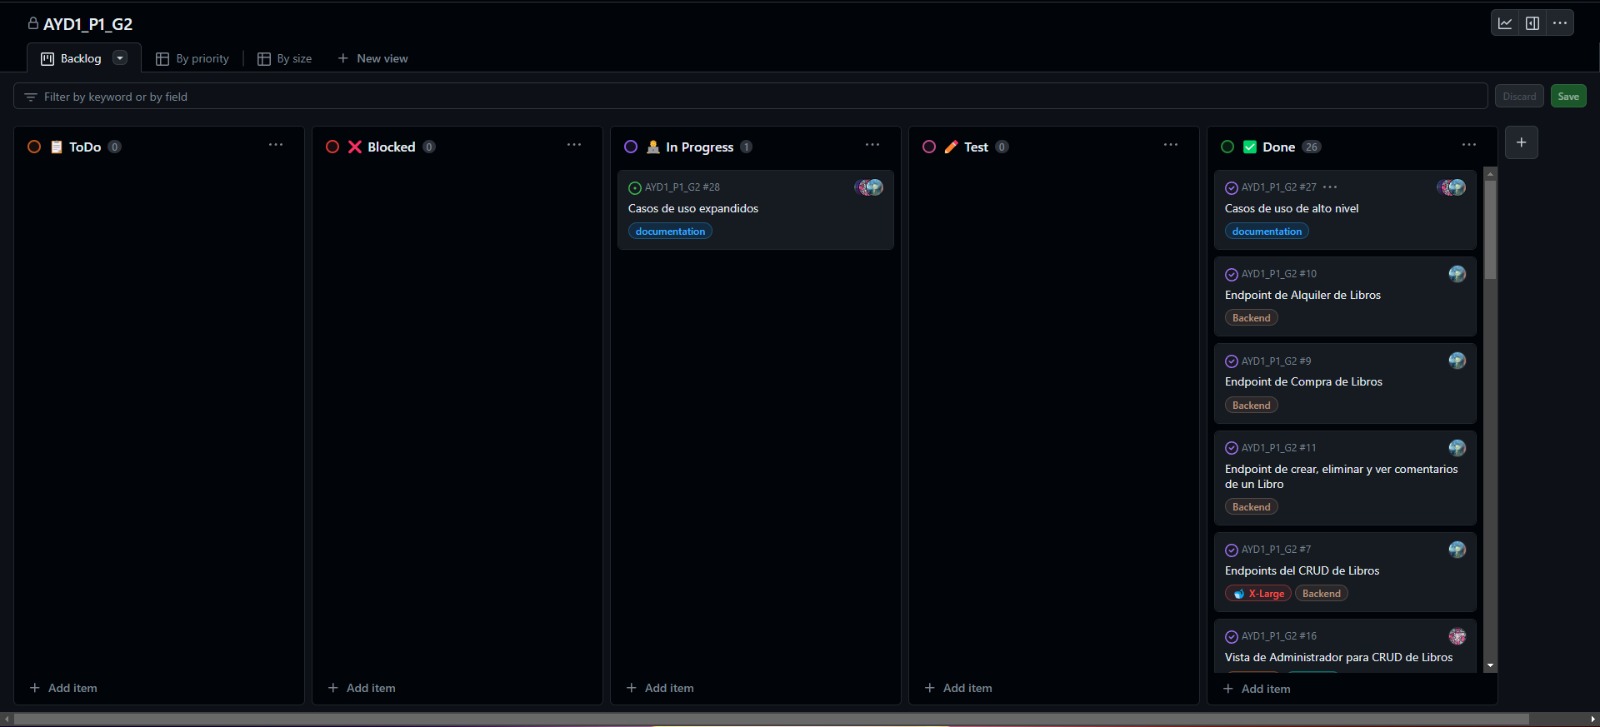 AYD1_P1_G2
Backlog
By priority
By size
New view
Filter by keyword or by field
Discard
Save
ToDo 0
Add item
Blocked 0
Add item
In Progress 1
AYD1_P1_G2 #28
Casos de uso expandidos
documentation
Add item
Test 0
Add item
Done 26
AYD1_P1_G2 #27
Casos de uso de alto nivel
documentation
AYD1_P1_G2 #10
Endpoint de Alquiler de Libros
Backend
AYD1_P1_G2 #9
Endpoint de Compra de Libros
Backend
AYD1_P1_G2 #11
Endpoint de crear, eliminar y ver comentarios
de un Libro
Backend
AYD1_P1_G2 #7
Endpoints del CRUD de Libros
X-Large Backend
AYD1_P1_G2 #16
Vista de Administrador para CRUD de Libros
Add item